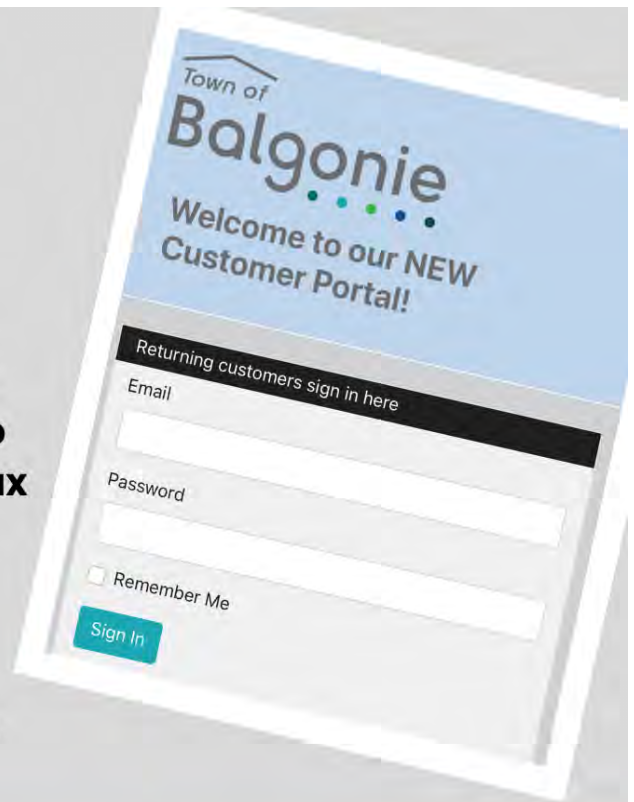 Town of
Balgonie
Welcome to our NEW
Customer Portal!
Returning customers sign in here
Email
Password
Remember Me
Sign In